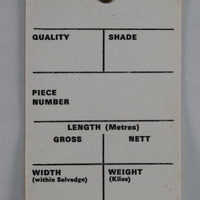 QUALITY SHADE
PIECE
NUMBER
LENGTH (Metres)
GROSS NETT
WIDTH WEIGHT
(within Selvedge) (Kilos)